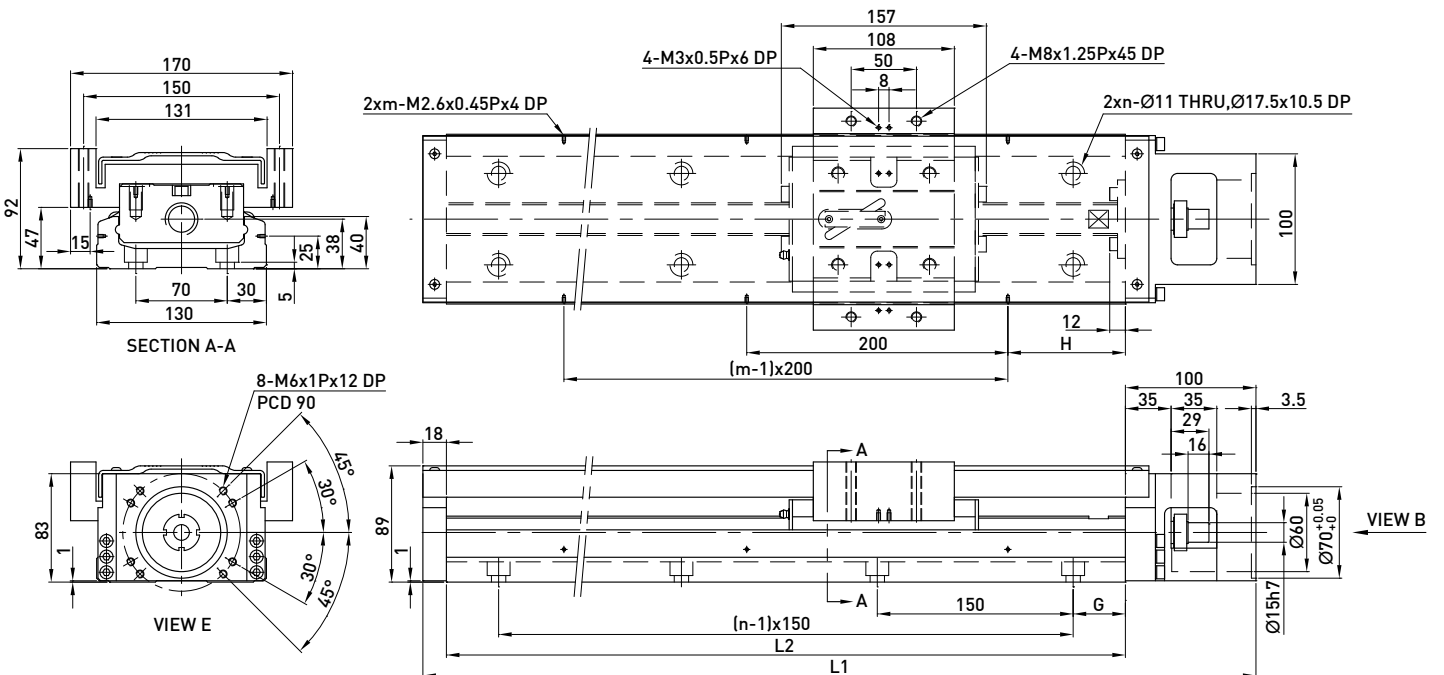 170
150
131
92
47
15
25
38
40
5
70
30
130
SECTION A-A
157
108
50
8
4-M3x0.5Px6 DP
4-M8x1.25Px45 DP
2xm-M2.6x0.45Px4 DP
2xn-Ø11 THRU,Ø17.5x10.5 DP
100
12
200
H
(m-1)x200
8-M6x1Px12 DP
PCD 90
45°
30°
30°
45°
83
1
VIEW E
18
89
1
A
A
150
G
(n-1)x150
L2
L1
100
35
35
3.5
29
16
Ø60
Ø70+0.05 +0
Ø15h7
VIEW B